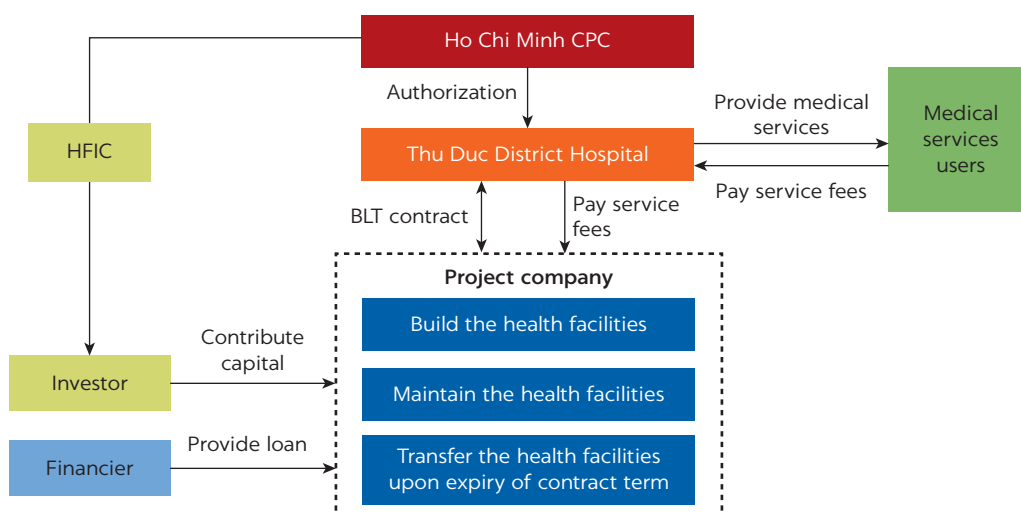 Ho Chi Minh CPC
Authorization
Provide medical
services
Medical
services
users
HFIC
Thu Duc District Hospital
Pay service fees
BLT contract
Pay service
fees
Project company
Build the health facilities
Contribute
capital
Investor
Maintain the health facilities
Provide loan
Financier
Transfer the health facilities
upon expiry of contract term